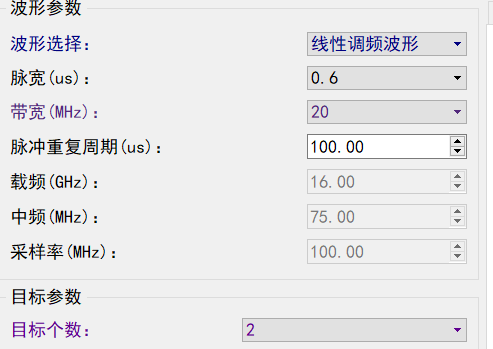 波形参数
波形选择: 线性调频波形
脉宽(us): 0.6
带宽(MHz): 20
脉冲重复周期(us): 100.00
载频(GHz): 16.00
中频(MHz): 75.00
采样率(MHz): 100.00
目标参数
目标个数: 2